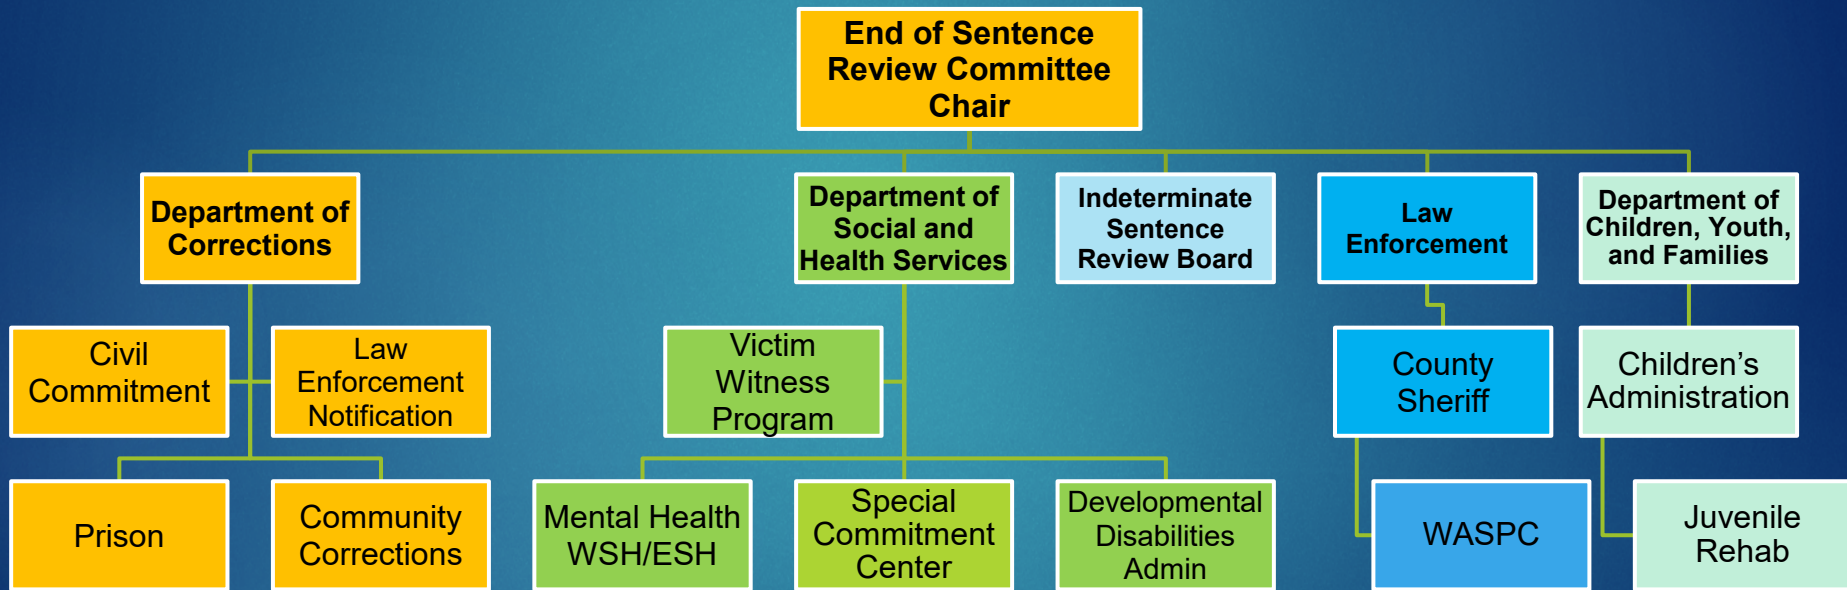 End of Sentence
Review Committee
Chair
Department of
Corrections
Department of
Social and
Health Services
Indeterminate
Sentence
Review Board
Law
Enforcement
Department of
Children, Youth,
and Families
Civil
Commitment
Law
Enforcement
Notification
Victim
Witness
Program
County
Sheriff
Children’s
Administration
Prison
Community
Corrections
Mental Health
WSH/ESH
Special
Commitment
Center
Developmental
Disabilities
Admin
WASPC
Juvenile
Rehab